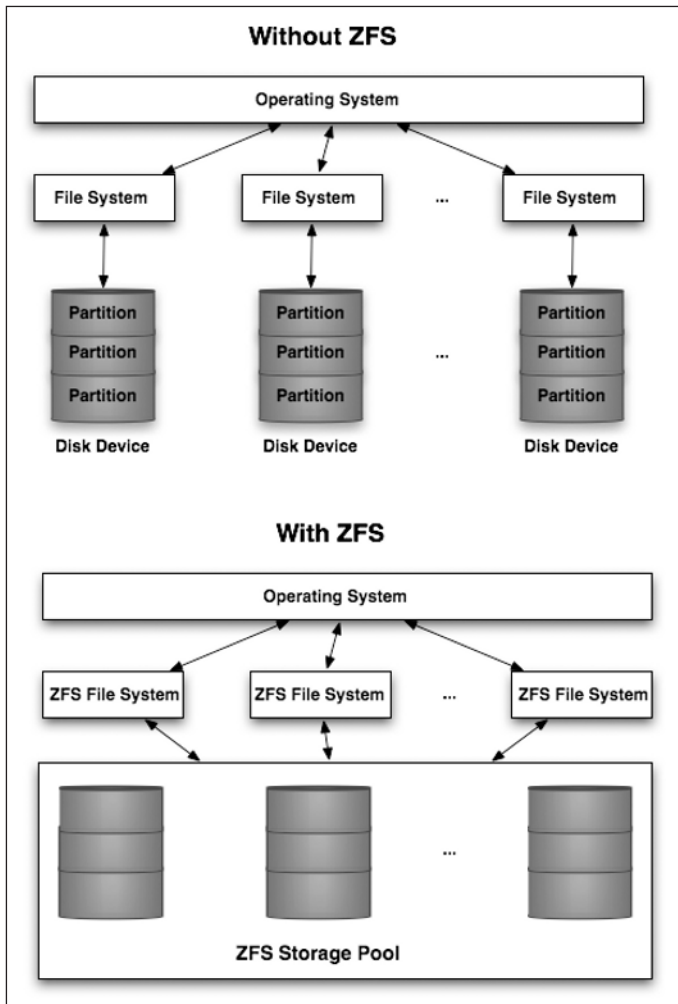 Without ZFS
Operating System
File System File System ... File System
Partition Partition Partition
Partition Partition ... Partition
Partition Partition Partition
Disk Device Disk Device Disk Device
With ZFS
Operating System
ZFS File System ZFS File System ... ZFS File System
...
ZFS Storage Pool